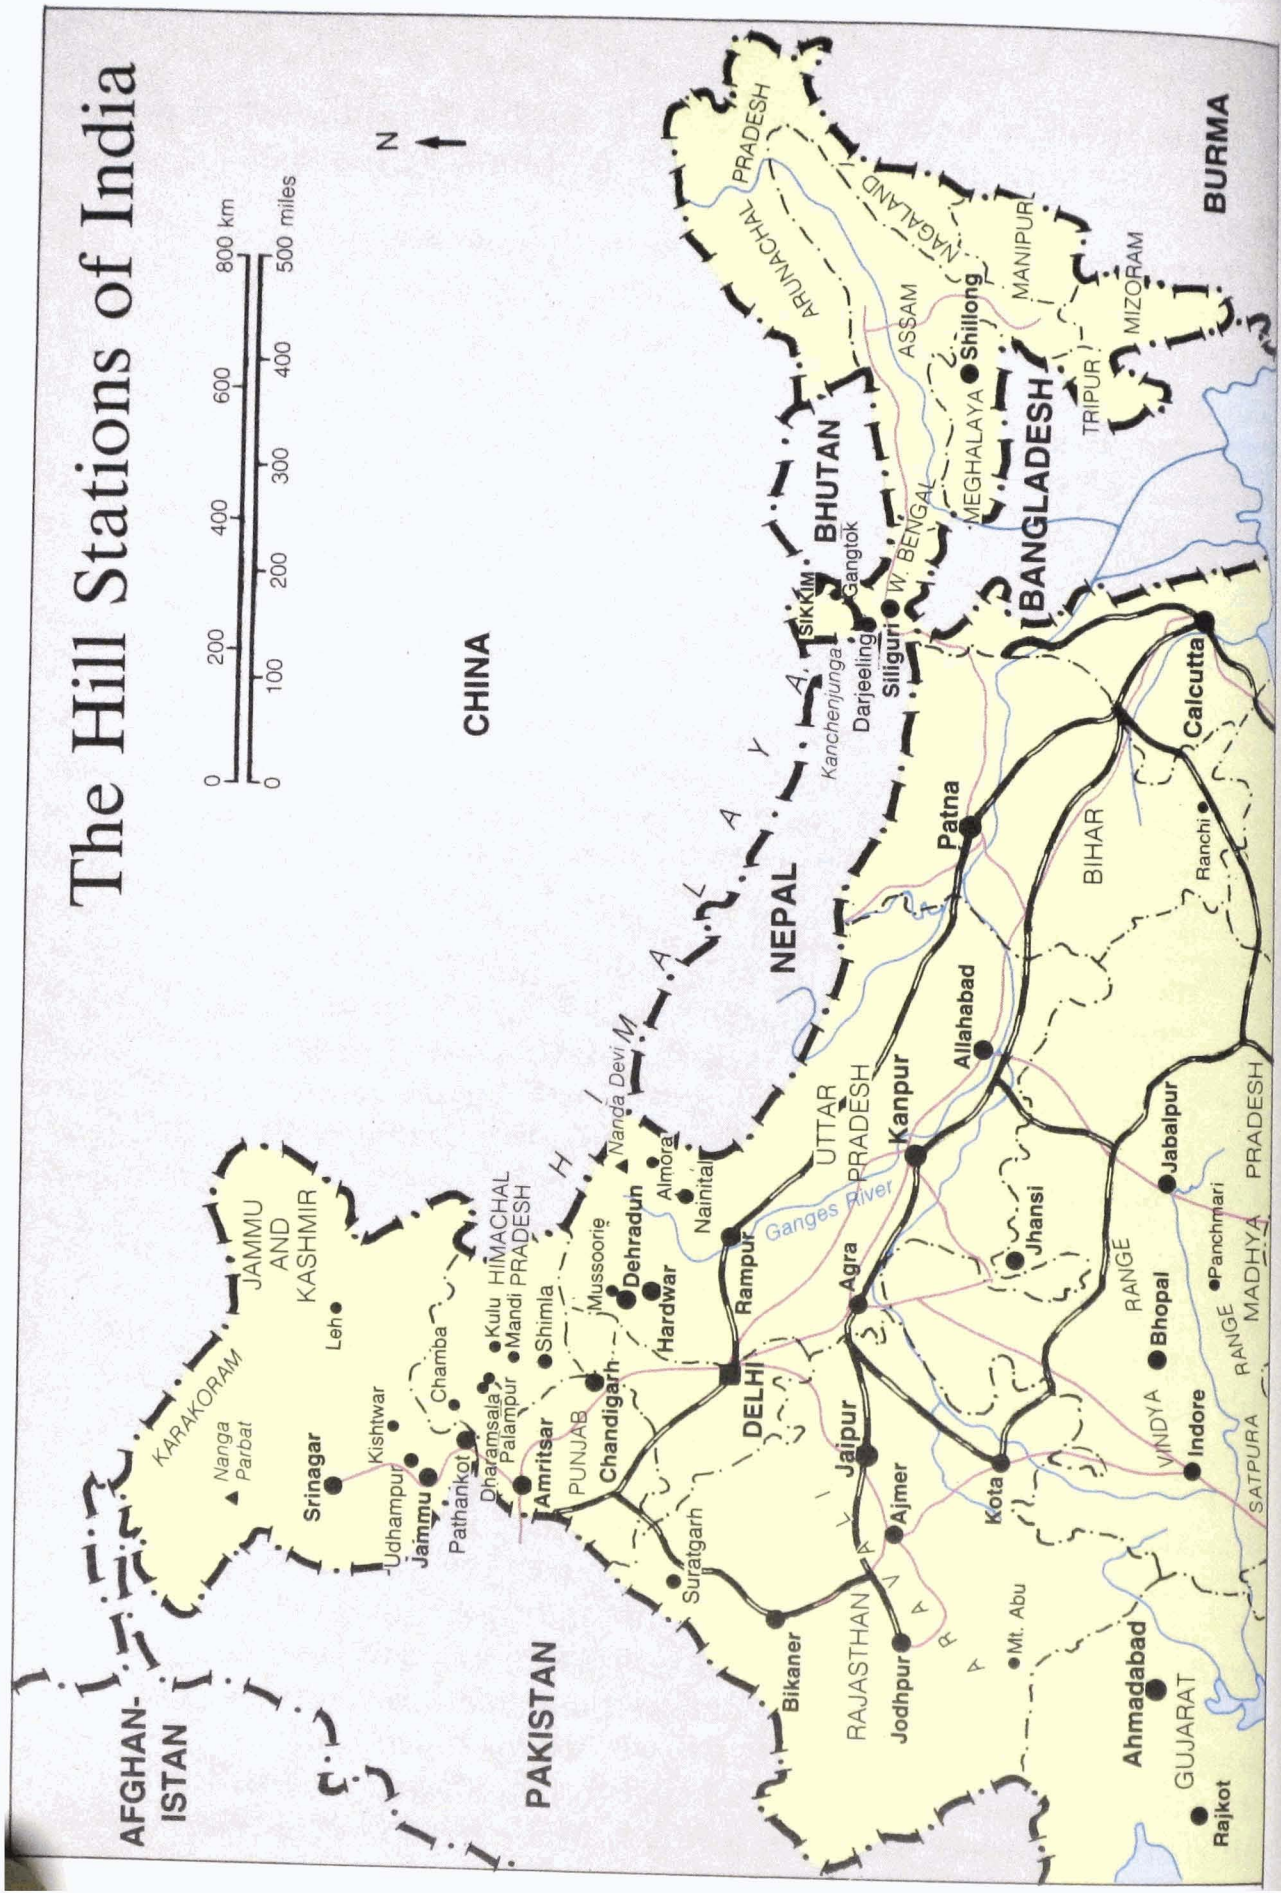 The Hill Stations of India
0 200 400 600 800 km
0 100 200 300 400 500 miles
N
AFGHAN-
ISTAN
PAKISTAN
CHINA
NEPAL
BHUTAN
BANGLADESH
BURMA
KARAKORAM
Nanga
Parbat
JAMMU
AND
KASHMIR
Srinagar
Leh
Kishtwar
Udhampur
Jammu
Chamba
Pathankot
Dharamsala
Palampur
Kulu
HIMACHAL
Mandi
PRADESH
Amritsar
Shimla
PUNJAB
Chandigarh
Mussoorie
Dehradun
Hardwar
Nanda Devi
Almora
Nainital
H I M A L A Y A
Suratgarh
DELHI
Rampur
Ganges River
UTTAR
PRADESH
Bikaner
RAJASTHAN
Jodhpur
Jaipur
Ajmer
ARAVALI
Agra
Kanpur
Allahabad
Patna
Kanchenjunga
Darjeeling
Siliguri
SIKKIM
Gangtok
W. BENGAL
ARUNACHAL PRADESH
ASSAM
NAGALAND
MEGHALAYA
Shillong
MANIPUR
TRIPUR
MIZORAM
Mt. Abu
Kota
Jhansi
BIHAR
Ranchi
Calcutta
Ahmadabad
GUJARAT
Rajkot
Indore
VINDYA RANGE
Bhopal
Jabalpur
Panchmari
SATPURA RANGE
MADHYA PRADESH